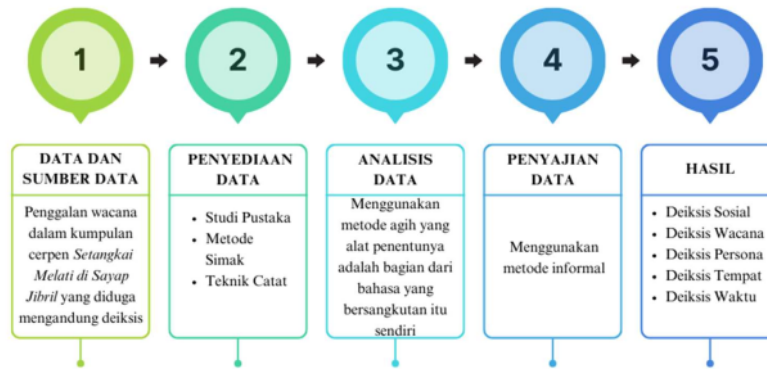 1
2
3
4
5
DATA DAN
SUMBER DATA
Penggalan wacana
dalam kumpulan
cerpen Setangkai
Melati di Sayap
Jibril yang diduga
mengandung deiksis
PENYEDIAAN
DATA
• Studi Pustaka
• Metode
Simak
• Teknik Catat
ANALISIS
DATA
Menggunakan
metode agih yang
alat penentunya
adalah bagian dari
bahasa yang
bersangkutan itu
sendiri
PENYAJIAN
DATA
Menggunakan
metode informal
HASIL
• Deiksis Sosial
• Deiksis Wacana
• Deiksis Persona
• Deiksis Tempat
• Deiksis Waktu